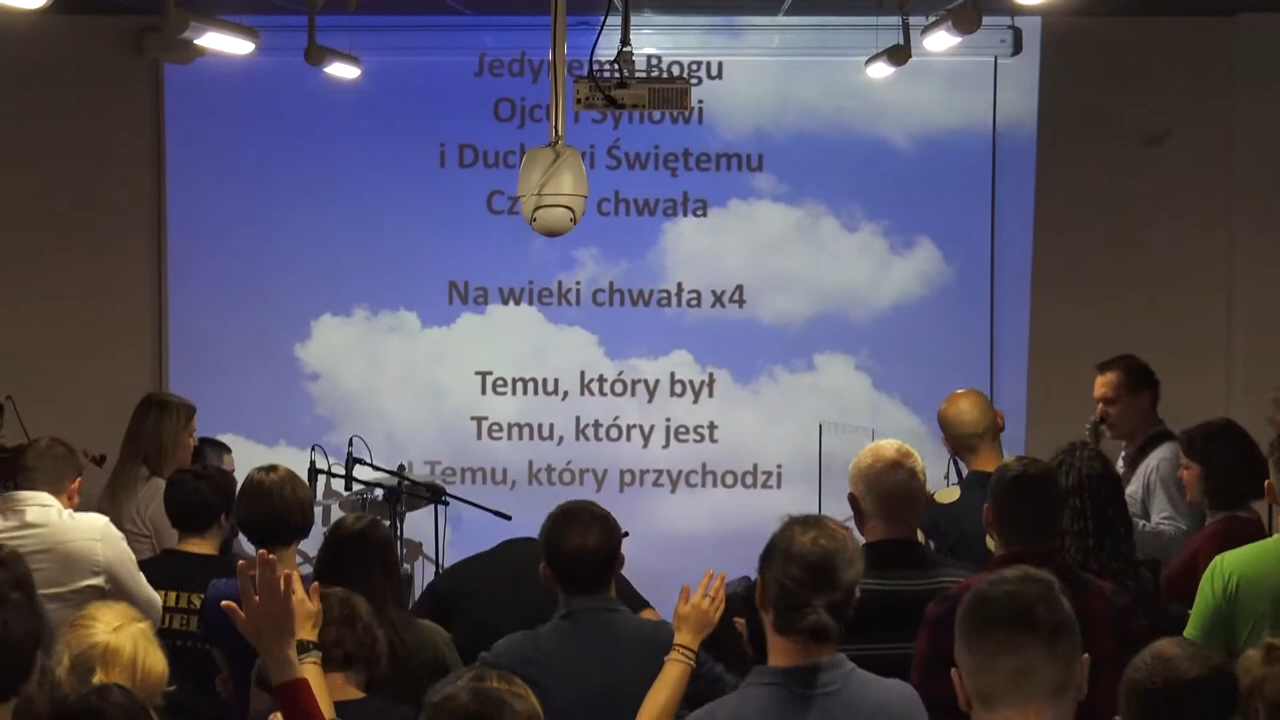 Bogu
i Synowi
i Świętemu
chwała
Na wieki chwała x4
Temu, który był
Temu, który jest
I Temu, który przychodzi